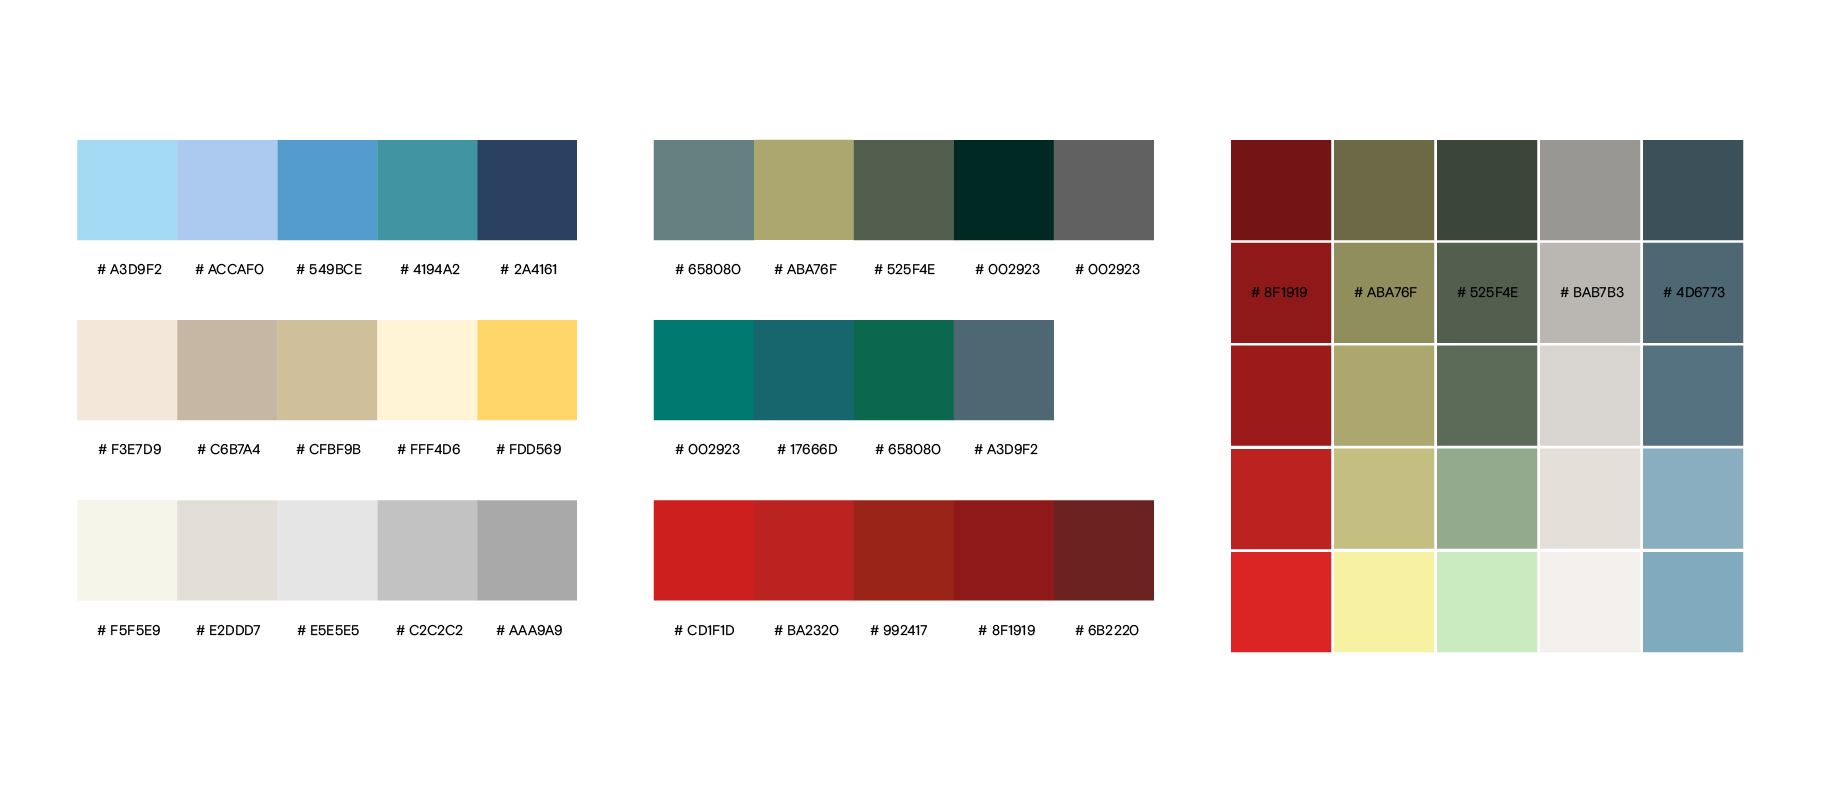 # A3D9F2 # ACCAF0 # 549BCE # 4194A2 # 2A4161
# F3E7D9 # C6B7A4 # CFBF9B # FFF4D6 # FDD569
# F5F5E9 # E2DDD7 # E5E5E5 # C2C2C2 # AAA9A9
# 658080 # ABA76F # 525F4E # 002923 # 002923
# 002923 # 17666D # 658080 # A3D9F2
# CD1F1D # BA2320 # 992417 # 8F1919 # 6B2220
# 8F1919 # ABA76F # 525F4E # BAB7B3 # 4D6773